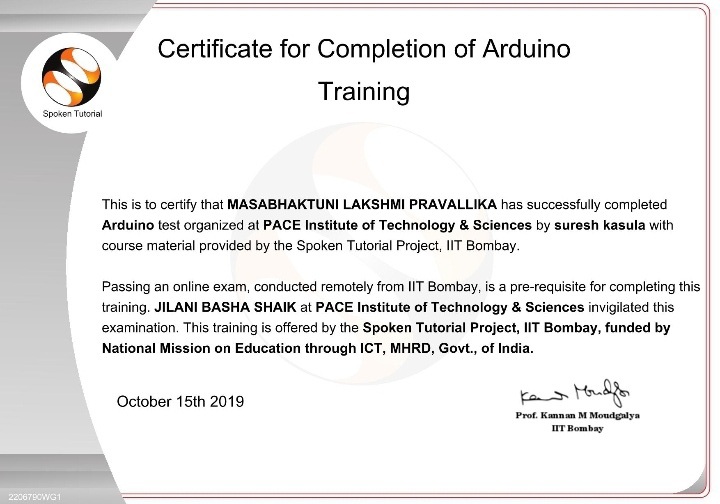 Certificate for Completion of Arduino
Training
Spoken Tutorial
This is to certify that MASABHAKTUNI LAKSHMI PRAVALLIKA has successfully completed
Arduino test organized at PACE Institute of Technology & Sciences by suresh kasula with
course material provided by the Spoken Tutorial Project, IIT Bombay.
Passing an online exam, conducted remotely from IIT Bombay, is a pre-requisite for completing this
training. JILANI BASHA SHAIK at PACE Institute of Technology & Sciences invigilated this
examination. This training is offered by the Spoken Tutorial Project, IIT Bombay, funded by
National Mission on Education through ICT, MHRD, Govt., of India.
October 15th 2019
Prof. Kannan M Moudgalya
IIT Bombay
2206790WG1